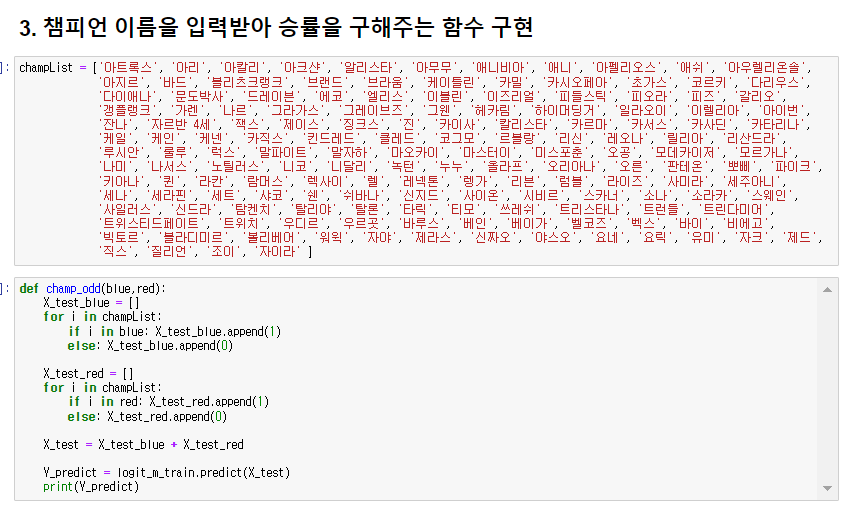 3. 챔피언 이름을 입력받아 승률을 구해주는 함수 구현
]: champList = ['아트록스', '아리', '아칼리', '아크샨', '알리스타', '아무무', '애니비아', '애니', '아펠리오스', '애쉬', '아우렐리온솔',
'아지르', '바드', '블리츠크랭크', '브랜드', '브라움', '케이틀린', '카밀', '카시오페아', '초가스', '코르키', '다리우스',
'다이애나', '문도박사', '드레이븐', '에코', '엘리스', '이블린', '이즈리얼', '피들스틱', '피오라', '피즈', '갈리오',
'갱플랭크', '가렌', '나르', '그라가스', '그레이브즈', '그웬', '헤카림', '하이머딩거', '일라오이', '이렐리아', '아이번',
'잔나', '자르반 4세', '잭스', '제이스', '징크스', '진', '카이사', '칼리스타', '카르마', '카서스', '카사딘', '카타리나',
'케일', '케인', '케넨', '카직스', '킨드레드', '클레드', '코그모', '르블랑', '리신', '레오나', '릴리아', '리산드라',
'루시안', '룰루', '럭스', '말파이트', '말자하', '마오카이', '마스터이', '미스포츈', '오공', '모데카이저', '모르가나',
'나미', '나서스', '노틸러스', '니코', '니달리', '녹턴', '누누', '올라프', '오리아나', '오른', '판테온', '뽀삐', '파이크',
'키아나', '퀸', '라칸', '람머스', '렉사이', '렐', '레넥톤', '렝가', '리븐', '럼블', '라이즈', '사미라', '세주아니',
'세나', '세라핀', '세트', '샤코', '쉔', '쉬바나', '신지드', '사이온', '시비르', '스카너', '소나', '소라카', '스웨인',
'사일러스', '신드라', '탐켄치', '탈리야', '탈론', '타릭', '티모', '쓰레쉬', '트리스타나', '트런들', '트린다미어',
'트위스티드페이트', '트위치', '우디르', '우르곳', '바루스', '베인', '베이가', '벨코즈', '벡스', '바이', '비에고',
'빅토르', '블라디미르', '볼리베어', '워윅', '자야', '제라스', '신짜오', '야스오', '요네', '요릭', '유미', '자크', '제드',
'직스', '질리언', '조이', '자이라' ]
]: def champ_odd(blue,red):
X_test_blue = []
for i in champList:
if i in blue: X_test_blue.append(1)
else: X_test_blue.append(0)
X_test_red = []
for i in champList:
if i in red: X_test_red.append(1)
else: X_test_red.append(0)
X_test = X_test_blue + X_test_red
Y_predict = logit_m_train.predict(X_test)
print(Y_predict)